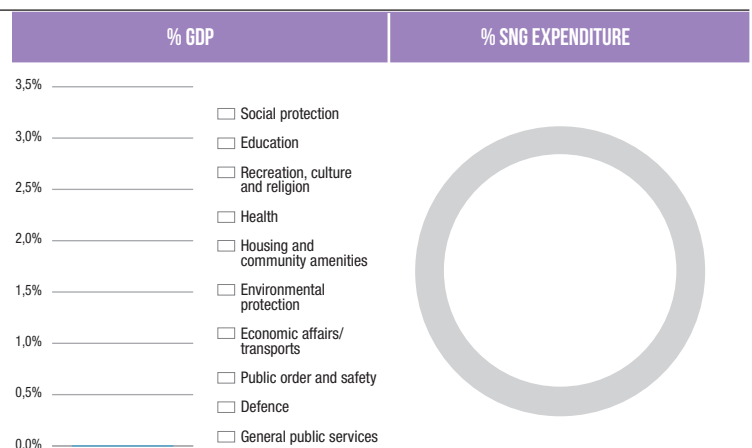 % GDP
% SNG EXPENDITURE
3,5%
3,0%
2,5%
2,0%
1,5%
1,0%
0,5%
0,0%
Social protection
Education
Recreation, culture
and religion
Health
Housing and
community amenities
Environmental
protection
Economic affairs/
transports
Public order and safety
Defence
General public services